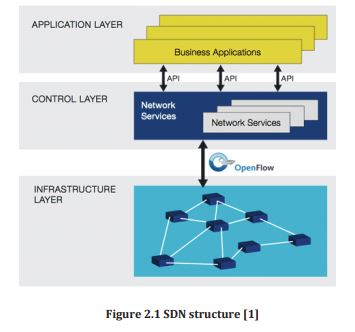 APPLICATION LAYER
Business Applications
API API API
CONTROL LAYER
Network
Services
Network Services
OpenFlow
INFRASTRUCTURE
LAYER
Figure 2.1 SDN structure [1]